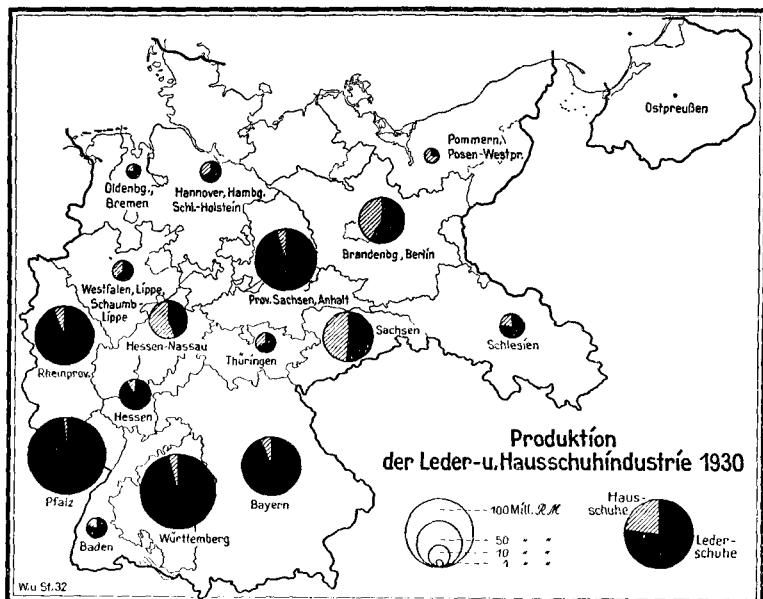 Ostpreußen
Pommern,
Posen-Westpr.
Oldenbg.,
Bremen
Hannover, Hambg.
Schl.-Holstein
Brandenbg., Berlin
Prov. Sachsen, Anhalt
Westfalen, Lippe,
Schaumb.
Lippe
Hessen-Nassau
Sachsen
Schlesien
Thüringen
Rheinprov.
Hessen
Pfalz
Württemberg
Bayern
Baden
Produktion
der Leder-u. Hausschuhindustrie 1930
100 Mill. RM
50 " "
10 " "
1 " "
Haus-
schuhe
Leder-
schuhe
W.u St. 32